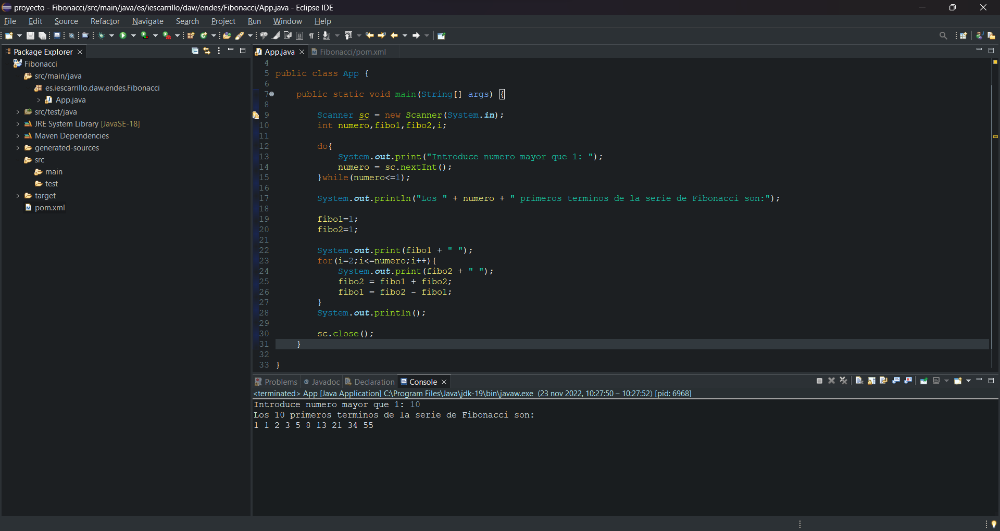 proyecto - Fibonacci/src/main/java/es/iescarrillo/daw/endes/Fibonacci/App.java - Eclipse IDE
File Edit Source Refactor Navigate Search Project Run Window Help
Package Explorer
Fibonacci
src/main/java
es.iescarrillo.daw.endes.Fibonacci
App.java
src/test/java
JRE System Library [JavaSE-18]
Maven Dependencies
generated-sources
src
main
test
target
pom.xml
App.java Fibonacci/pom.xml
4
5 public class App {
6
7 public static void main(String[] args) {
8
9 Scanner sc = new Scanner(System.in);
10 int numero,fibo1,fibo2,i;
11
12 do{
13 System.out.print("Introduce numero mayor que 1: ");
14 numero = sc.nextInt();
15 }while(numero<=1);
16
17 System.out.println("Los " + numero + " primeros terminos de la serie de Fibonacci son:");
18
19 fibo1=1;
20 fibo2=1;
21
22 System.out.print(fibo1 + " ");
23 for(i=2;i<=numero;i++){
24 System.out.print(fibo2 + " ");
25 fibo2 = fibo1 + fibo2;
26 fibo1 = fibo2 - fibo1;
27 }
28 System.out.println();
29
30 sc.close();
31 }
32
33 }
Problems Javadoc Declaration Console
<terminated> App [Java Application] C:\Program Files\Java\jdk-19\bin\javaw.exe (23 nov 2022, 10:27:50 – 10:27:52) [pid: 6968]
Introduce numero mayor que 1: 10
Los 10 primeros terminos de la serie de Fibonacci son:
1 1 2 3 5 8 13 21 34 55